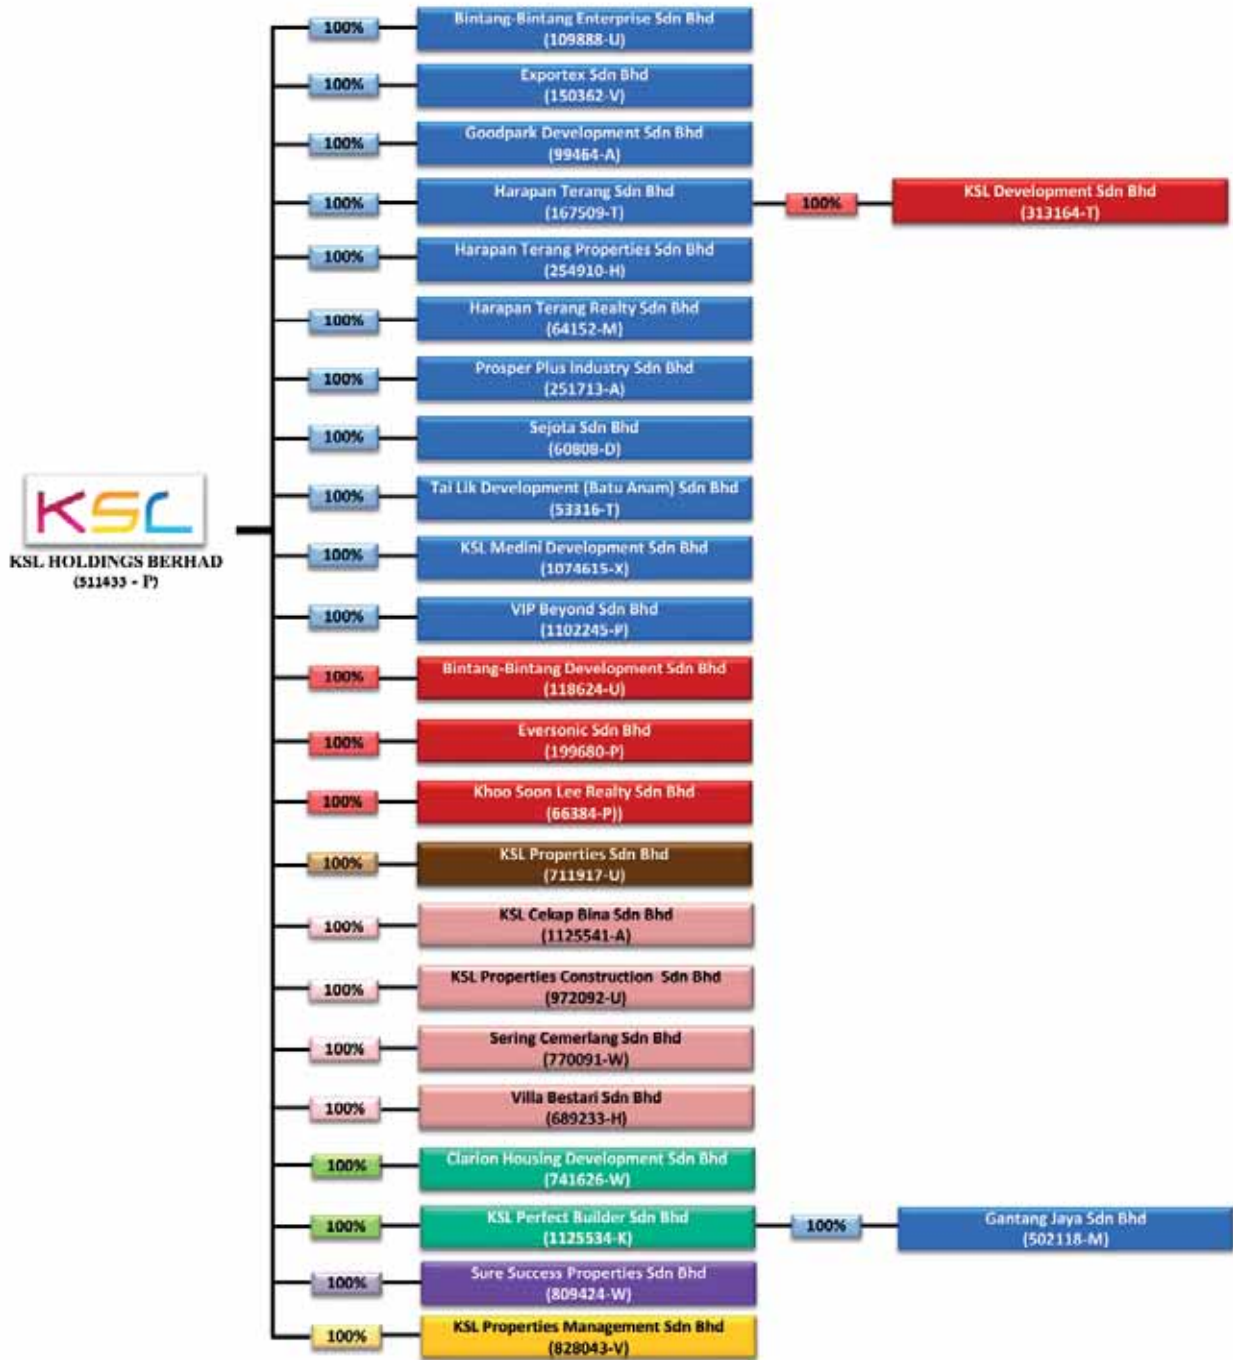 100%
Bintang-Bintang Enterprise Sdn Bhd
(109888-U)
100%
Exportex Sdn Bhd
(150362-V)
100%
Goodpark Development Sdn Bhd
(99464-A)
100%
Harapan Terang Sdn Bhd
(167509-T)
100%
KSL Development Sdn Bhd
(313164-T)
100%
Harapan Terang Properties Sdn Bhd
(254910-H)
100%
Harapan Terang Realty Sdn Bhd
(64152-M)
100%
Prosper Plus Industry Sdn Bhd
(251713-A)
100%
Sejota Sdn Bhd
(60808-D)
100%
Tai Lik Development (Batu Anam) Sdn Bhd
(53316-T)
KSL
KSL HOLDINGS BERHAD
(511433 - P)
100%
KSL Medini Development Sdn Bhd
(1074615-X)
100%
VIP Beyond Sdn Bhd
(1102245-P)
100%
Bintang-Bintang Development Sdn Bhd
(118624-U)
100%
Eversonic Sdn Bhd
(199680-P)
100%
Khoo Soon Lee Realty Sdn Bhd
(66384-P))
100%
KSL Properties Sdn Bhd
(711917-U)
100%
KSL Cekap Bina Sdn Bhd
(1125541-A)
100%
KSL Properties Construction Sdn Bhd
(972092-U)
100%
Sering Cemerlang Sdn Bhd
(770091-W)
100%
Villa Bestari Sdn Bhd
(689233-H)
100%
Clarion Housing Development Sdn Bhd
(741626-W)
100%
KSL Perfect Builder Sdn Bhd
(1125534-K)
100%
Gantang Jaya Sdn Bhd
(502118-M)
100%
Sure Success Properties Sdn Bhd
(809424-W)
100%
KSL Properties Management Sdn Bhd
(828043-V)